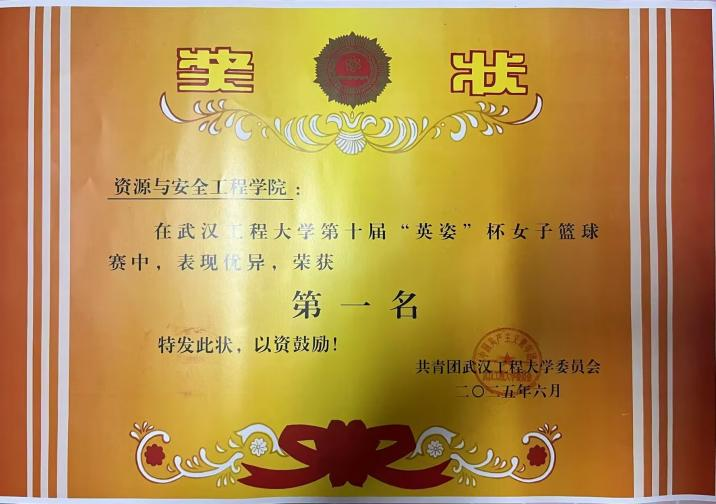 奖 状
资源与安全工程学院：
在武汉工程大学第十届“英姿”杯女子篮球
赛中，表现优异，荣获
第一名
特发此状，以资鼓励！
共青团武汉工程大学委员会
二〇二五年六月